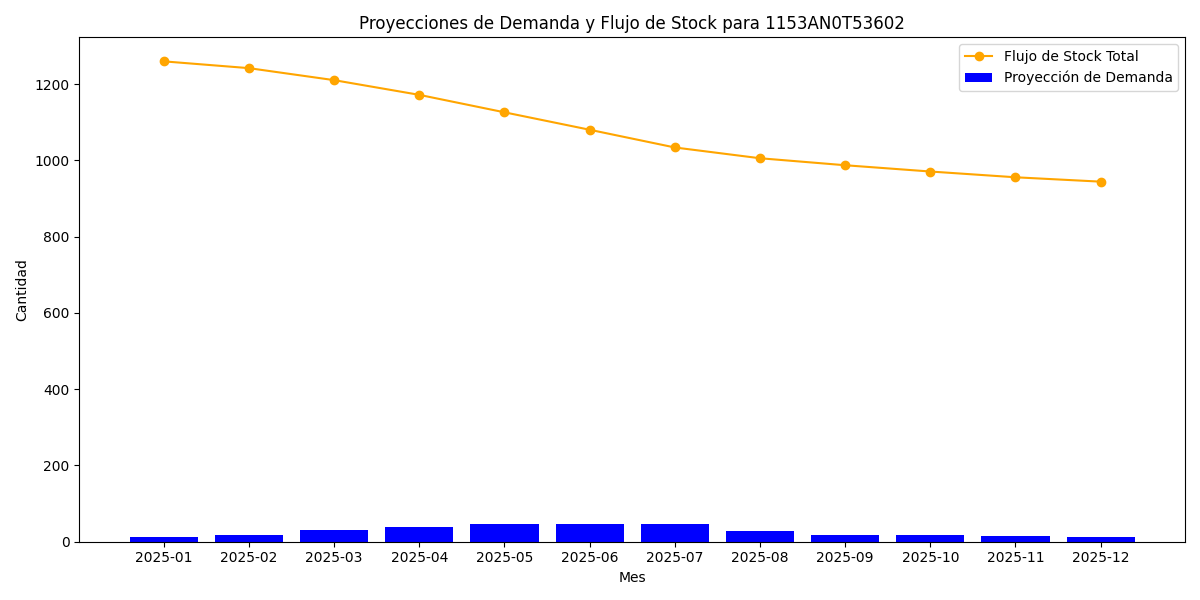 Proyecciones de Demanda y Flujo de Stock para 1153AN0T53602
Flujo de Stock Total
Proyección de Demanda
Cantidad
1200
1000
800
600
400
200
0
2025-01 2025-02 2025-03 2025-04 2025-05 2025-06 2025-07 2025-08 2025-09 2025-10 2025-11 2025-12
Mes